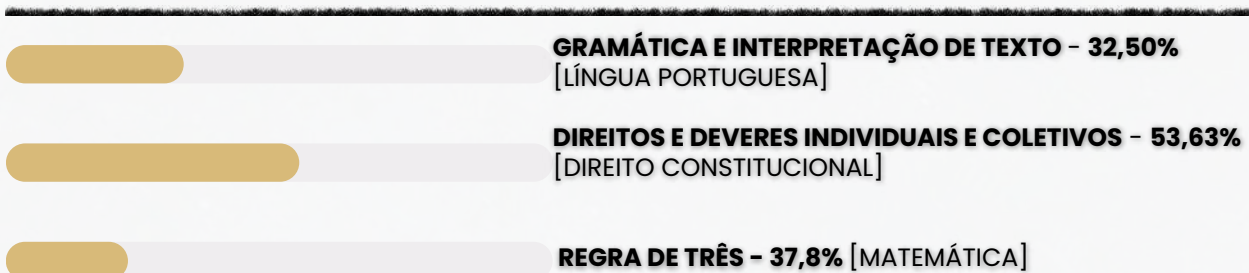 GRAMÁTICA E INTERPRETAÇÃO DE TEXTO - 32,50%
[LÍNGUA PORTUGUESA]
DIREITOS E DEVERES INDIVIDUAIS E COLETIVOS - 53,63%
[DIREITO CONSTITUCIONAL]
REGRA DE TRÊS - 37,8% [MATEMÁTICA]